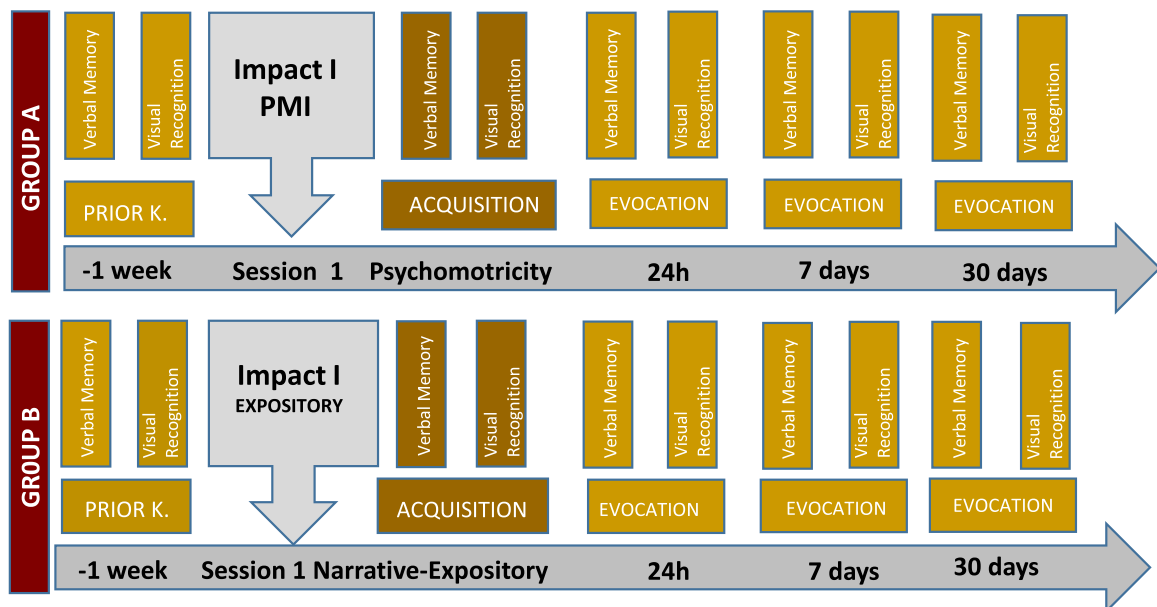 GROUP A
Verbal Memory
Visual
Recognition
Impact I
PMI
Verbal Memory
Visual
Recognition
Verbal Memory
Visual
Recognition
Verbal Memory
Visual
Recognition
Verbal Memory
Visual
Recognition
PRIOR K.
ACQUISITION
EVOCATION
EVOCATION
EVOCATION
-1 week
Session 1 Psychomotricity
24h
7 days
30 days
GR0UP B
Verbal Memory
Visual
Recognition
Impact I
EXPOSITORY
Verbal Memory
Visual
Recognition
Verbal Memory
Visual
Recognition
Verbal Memory
Visual
Recognition
Verbal Memory
Visual
Recognition
PRIOR K.
ACQUISITION
EVOCATION
EVOCATION
EVOCATION
-1 week
Session 1 Narrative-Expository
24h
7 days
30 days